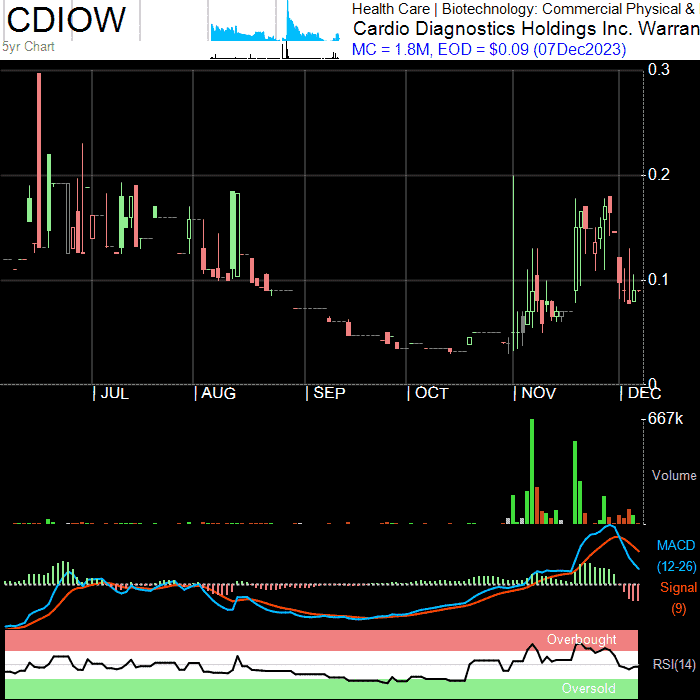 CDIOW
5yr Chart
Health Care | Biotechnology: Commercial Physical &
Cardio Diagnostics Holdings Inc. Warran
MC = 1.8M, EOD = $0.09 (07Dec2023)
0.3
0.2
0.1
0
JUL
AUG
SEP
OCT
NOV
DEC
667k
Volume
MACD
(12-26)
Signal
(9)
Overbought
RSI(14)
Oversold